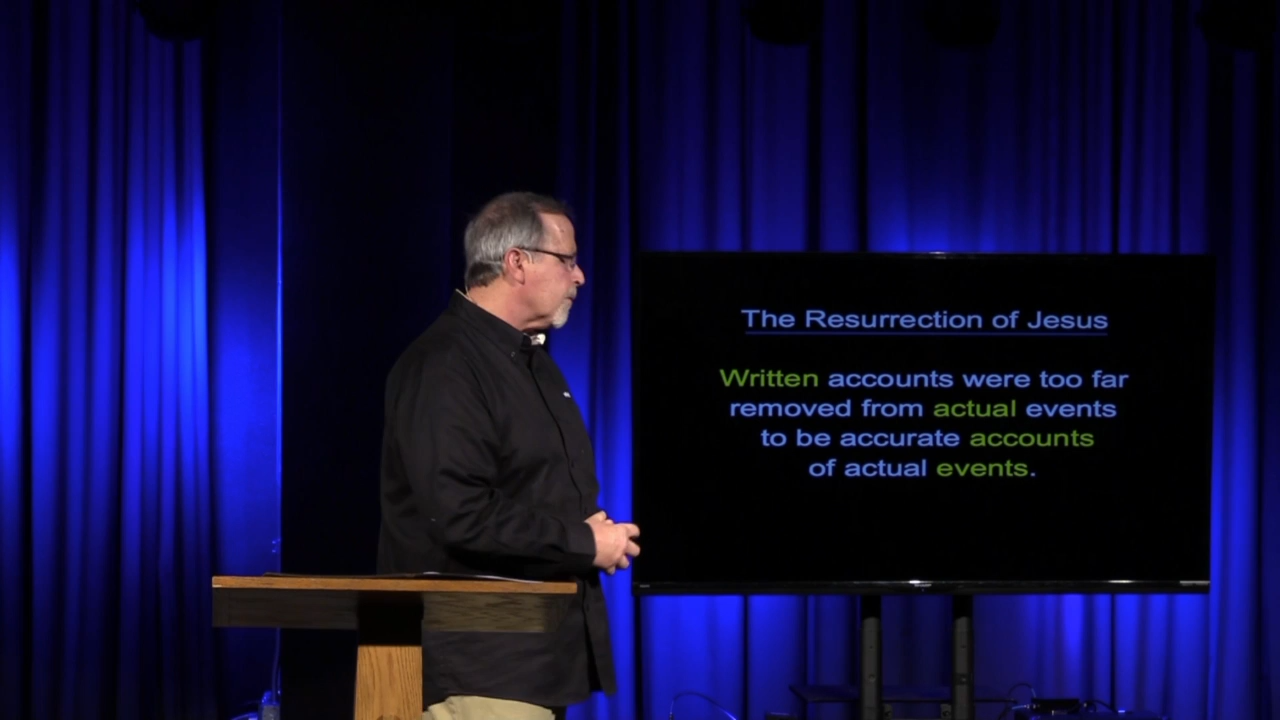 The Resurrection of Jesus
Written accounts were too far
removed from actual events
to be accurate accounts
of actual events.